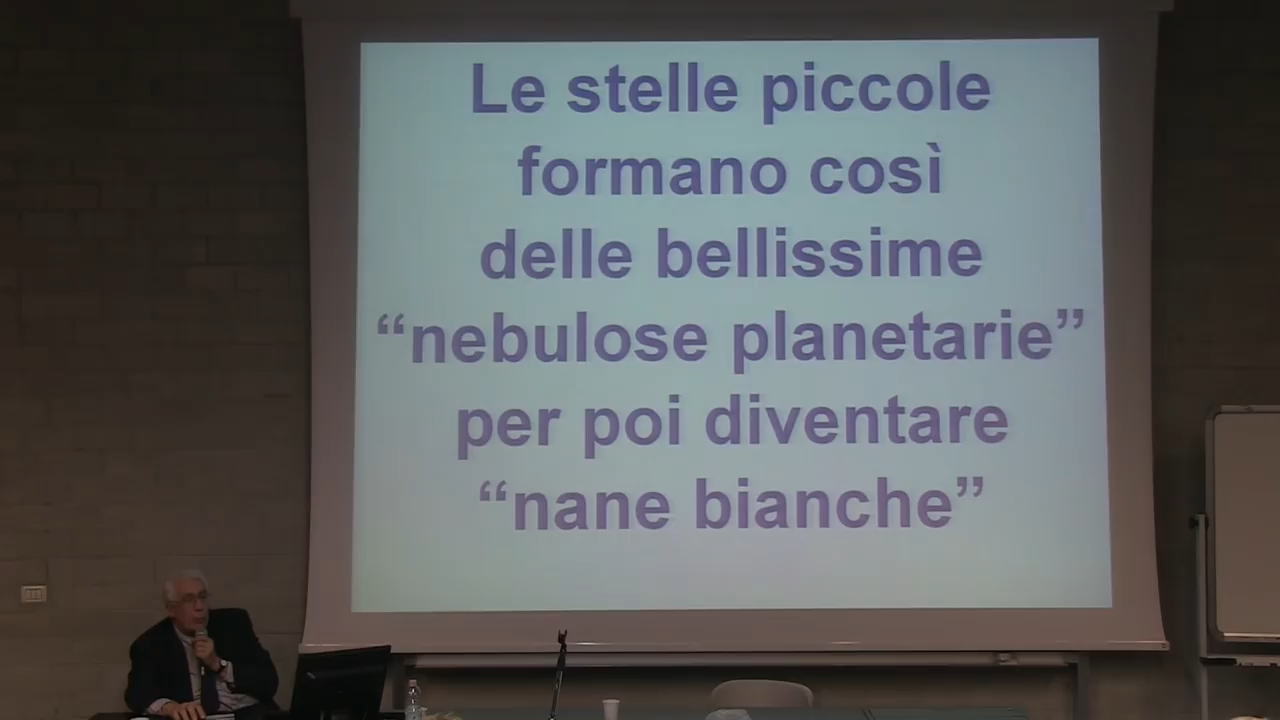 Le stelle piccole
formano così
delle bellissime
“nebulose planetarie”
per poi diventare
“nane bianche”